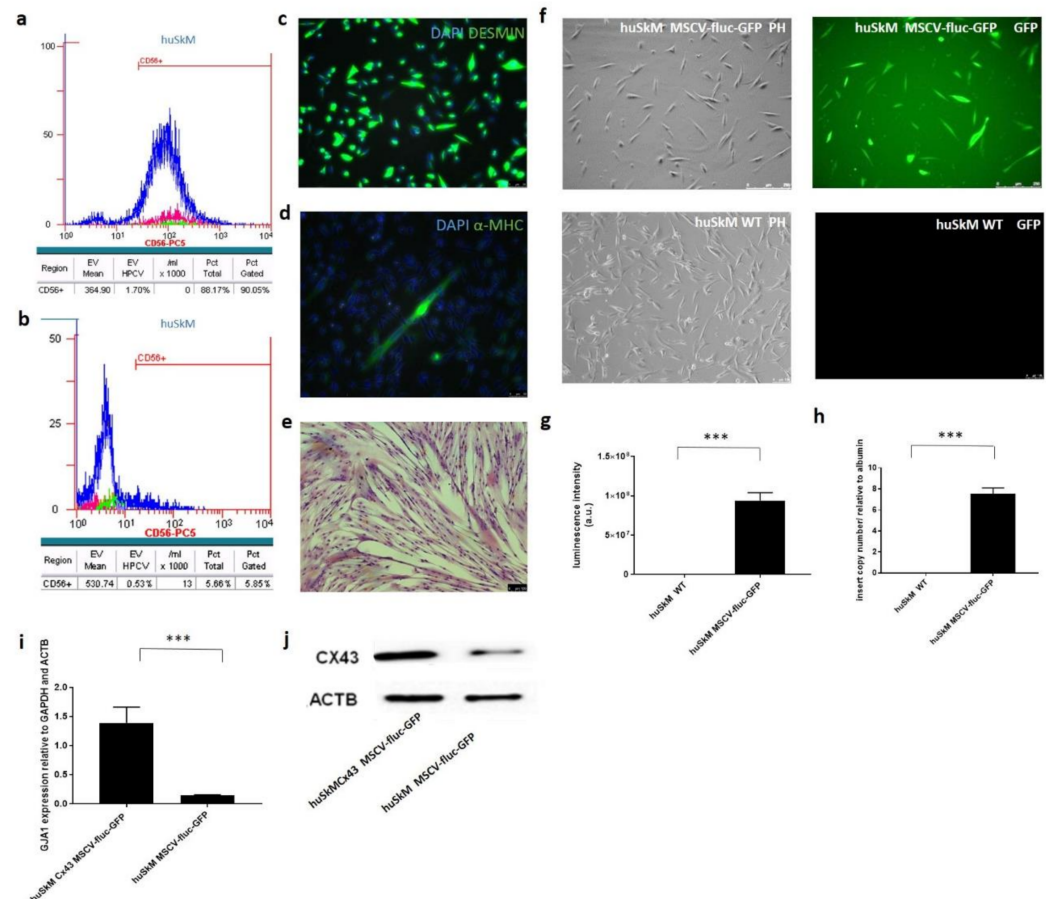 a
huSkM
100
50
0
CD56+
10⁰ 10¹ 10² 10³ 10⁴
CD56-PC5
Region EV Mean EV HPCV /ml x 1000 Pct Total Pct Gated
CD56+ 364.90 1.70% 0 88.17% 90.05%
b
huSkM
50
25
0
CD56+
10⁰ 10¹ 10² 10³ 10⁴
CD56-PC5
Region EV Mean EV HPCV /ml x 1000 Pct Total Pct Gated
CD56+ 530.74 0.53% 13 5.66% 5.85%
c
DAPI DESMIN
d
DAPI α-MHC
e
f
huSkM MSCV-fluc-GFP PH
huSkM MSCV-fluc-GFP GFP
huSkM WT PH
huSkM WT GFP
g
***
luminescence intensity
(a.u.)
1.5×10⁸
1×10⁸
5×10⁷
0
huSkM WT
huSkM MSCV-fluc-GFP
h
***
insert copy number/ relative to albumin
10
8
6
4
2
0
huSkM WT
huSkM MSCV-fluc-GFP
i
***
GJA1 expression relative to GAPDH and ACTB
2.0
1.5
1.0
0.5
0.0
huSkM Cx43 MSCV-fluc-GFP
huSkM MSCV-fluc-GFP
j
CX43
ACTB
huSkMCx43 MSCV-fluc-GFP
huSkM MSCV-fluc-GFP